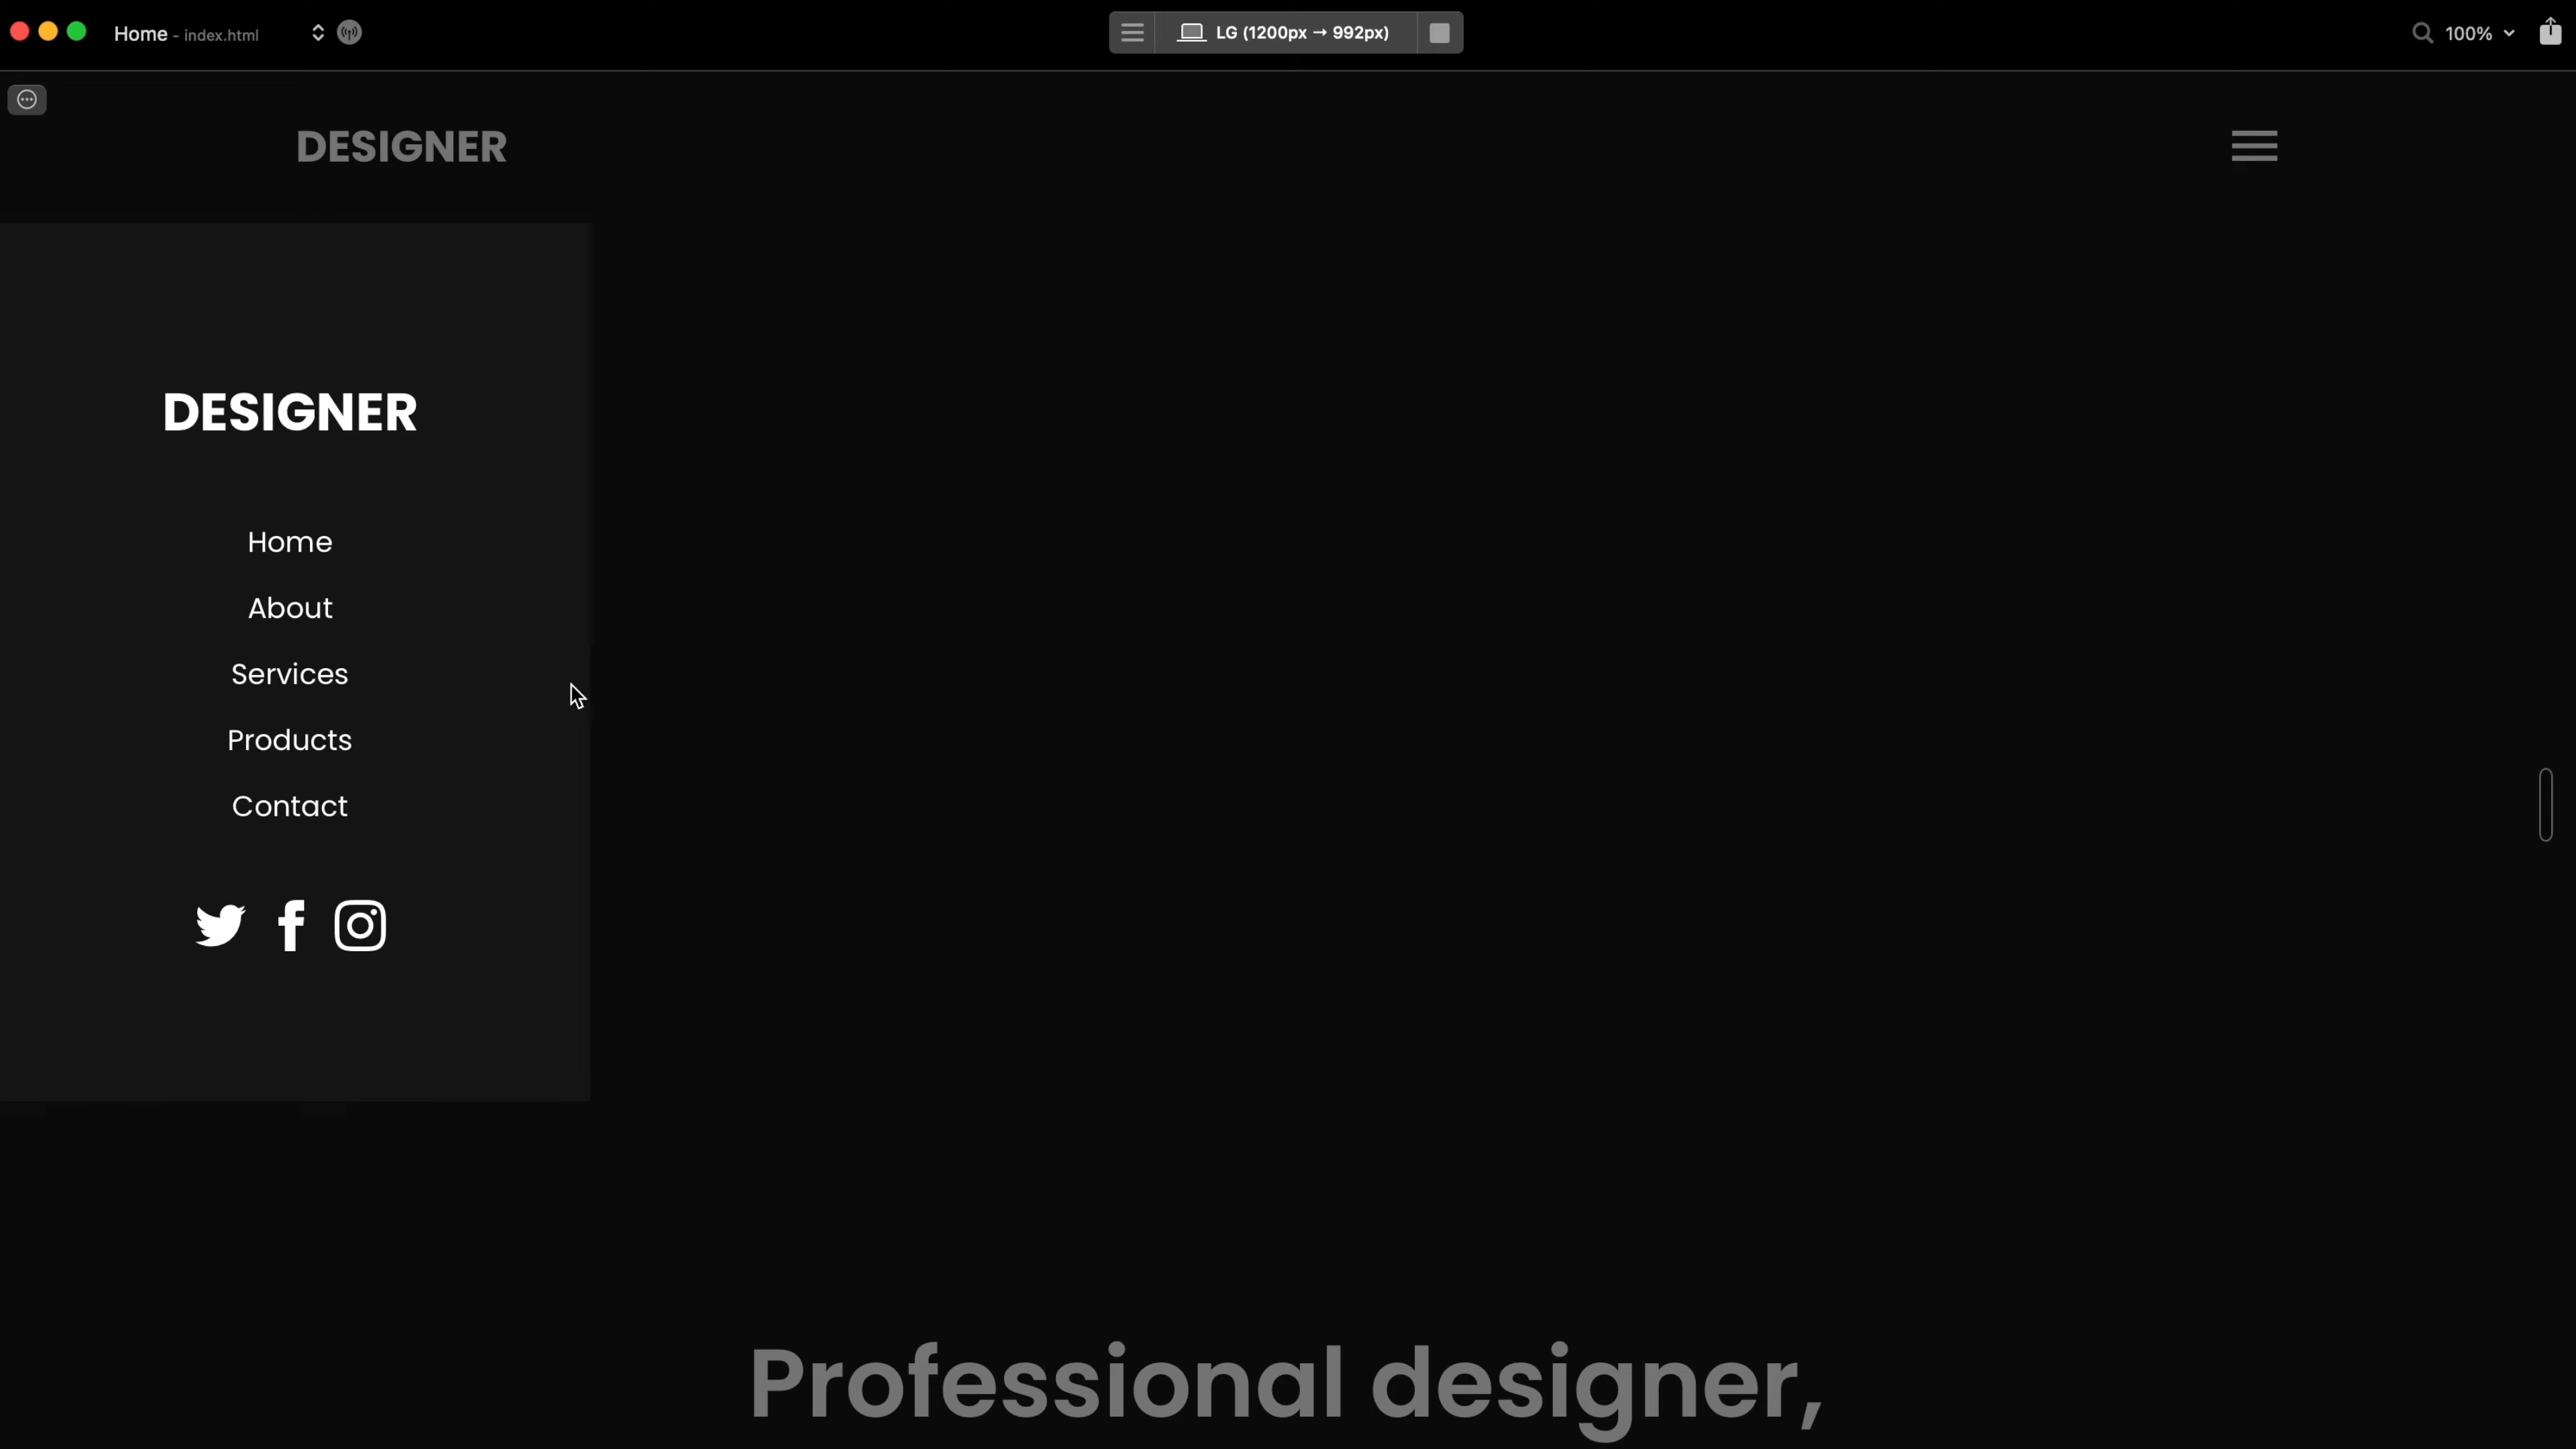 Home - index.html
LG (1200px → 992px)
100%
DESIGNER
DESIGNER
Home
About
Services
Products
Contact
Professional designer,